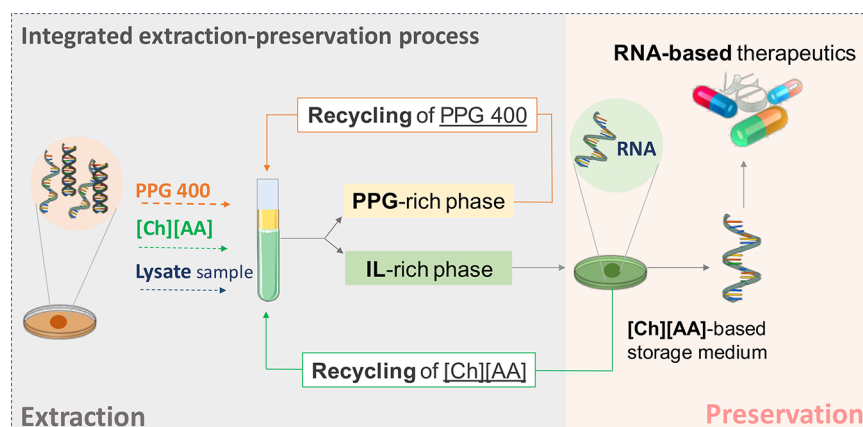 Integrated extraction-preservation process
RNA-based therapeutics
Recycling of PPG 400
RNA
PPG 400
[Ch][AA]
Lysate sample
PPG-rich phase
IL-rich phase
[Ch][AA]-based
storage medium
Recycling of [Ch][AA]
Extraction
Preservation